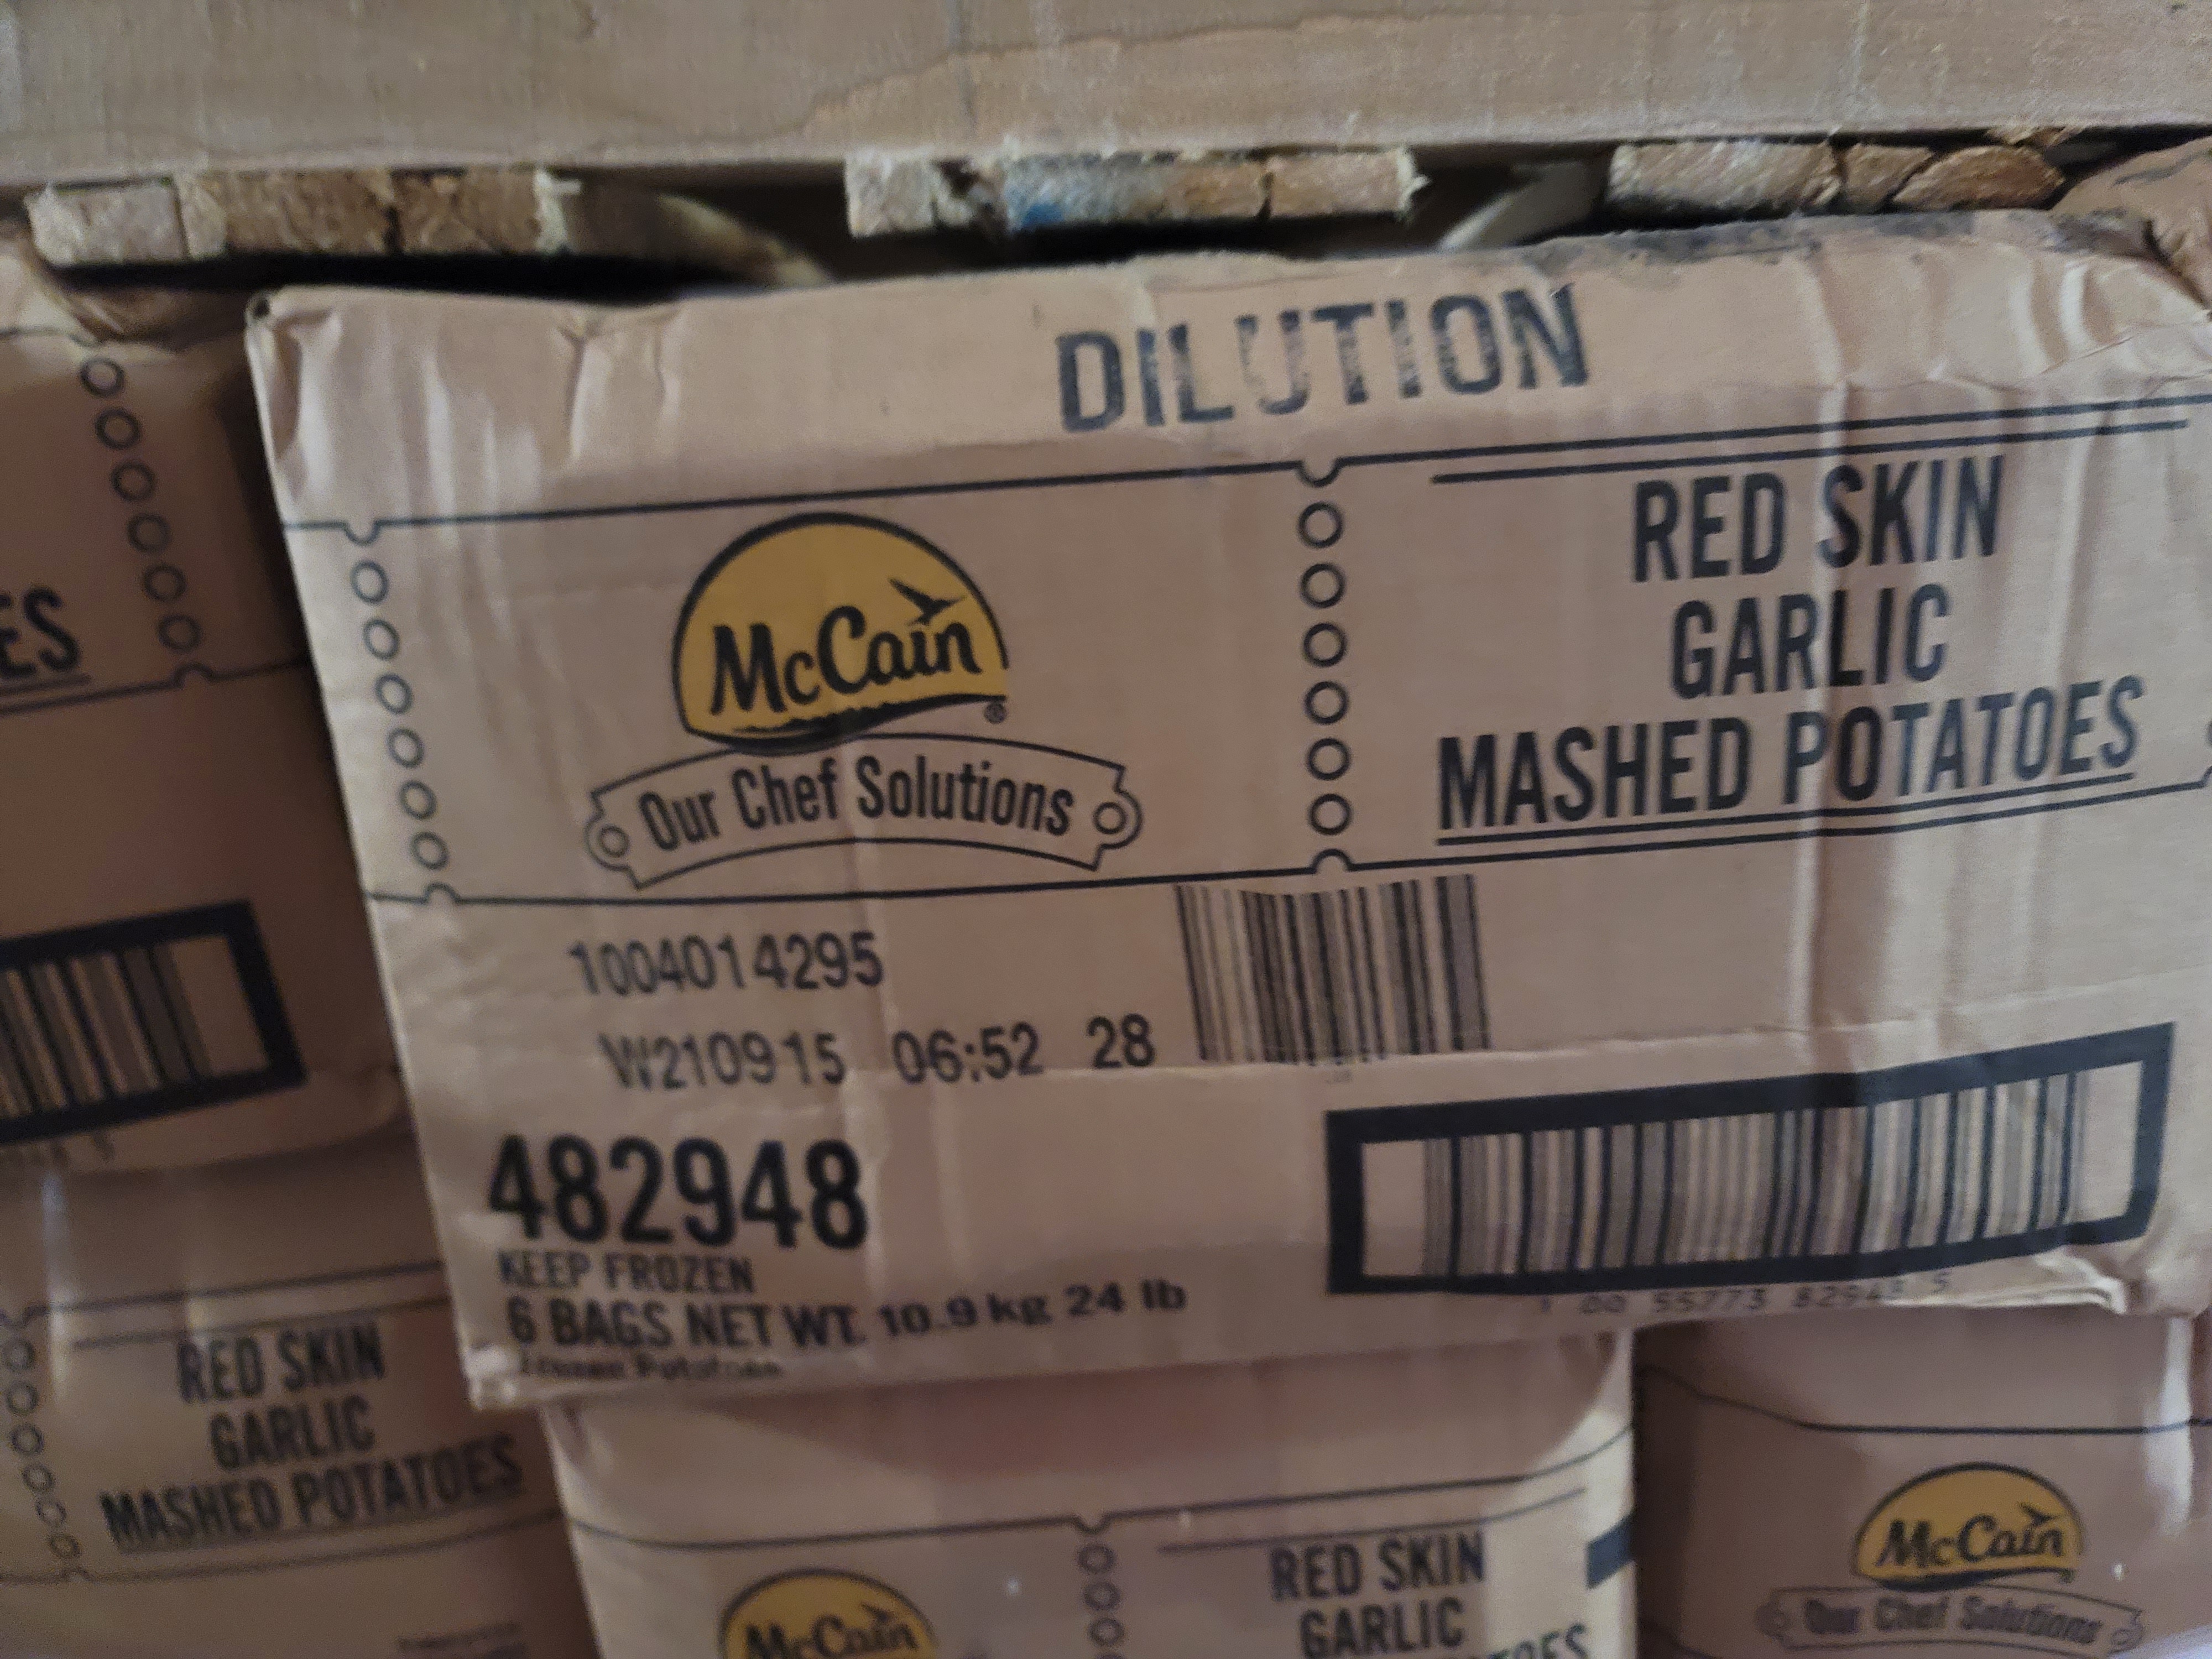 DILUTION
McCain
®
Our Chef Solutions
RED SKIN
GARLIC
MASHED POTATOES
1004014295
W210915 06:52 28
482948
KEEP FROZEN
6 BAGS NET WT. 10.9 kg 24 lb
ES
RED SKIN
GARLIC
MASHED POTATOES
McCain
RED SKIN
GARLIC
McCain
Our Chef Solutions